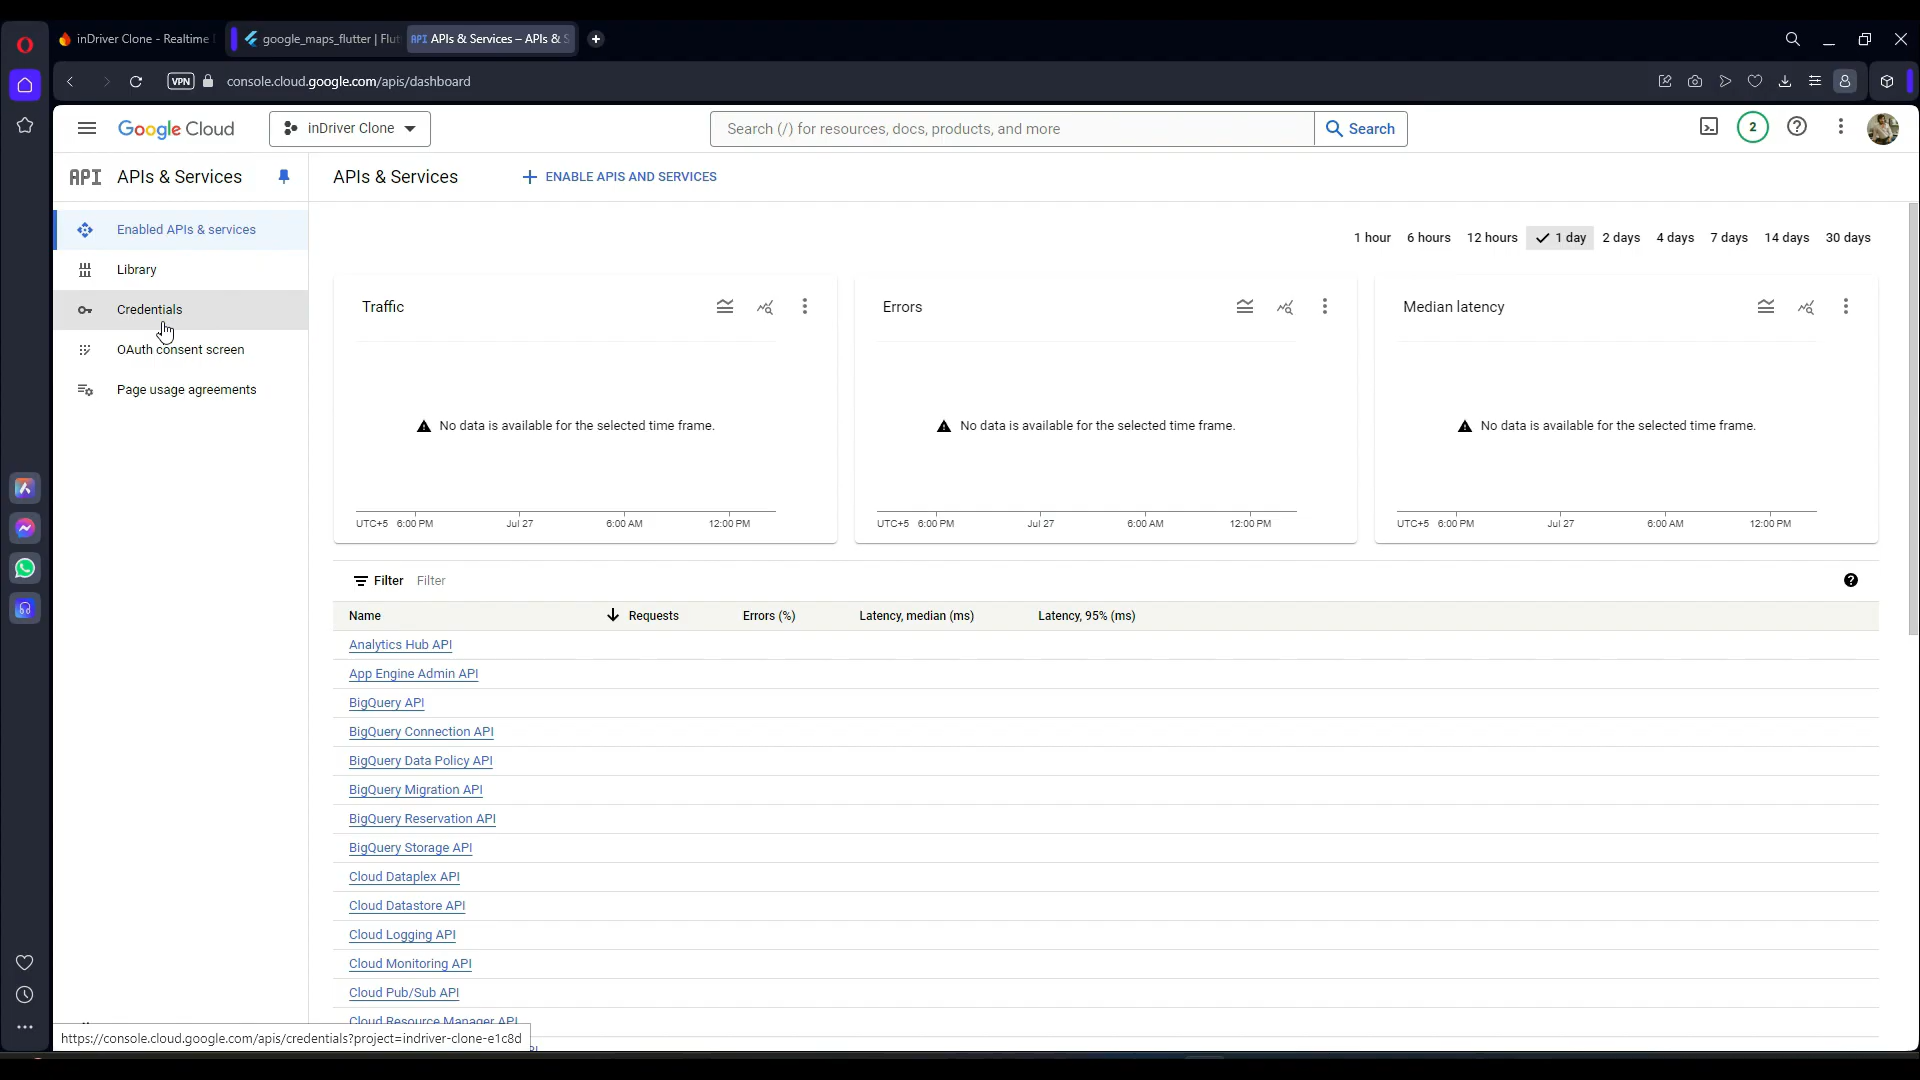 inDriver Clone - Realtime
google_maps_flutter | Flut
API APIs & Services – APIs & S
VPN
console.cloud.google.com/apis/dashboard
Google Cloud
inDriver Clone
Search (/) for resources, docs, products, and more
Search
2
API APIs & Services
APIs & Services
ENABLE APIS AND SERVICES
Enabled APIs & services
Library
Credentials
OAuth consent screen
Page usage agreements
1 hour 6 hours 12 hours 1 day 2 days 4 days 7 days 14 days 30 days
Traffic
No data is available for the selected time frame.
UTC+5 6:00 PM Jul 27 6:00 AM 12:00 PM
Errors
No data is available for the selected time frame.
UTC+5 6:00 PM Jul 27 6:00 AM 12:00 PM
Median latency
No data is available for the selected time frame.
UTC+5 6:00 PM Jul 27 6:00 AM 12:00 PM
Filter Filter
Name Requests Errors (%) Latency, median (ms) Latency, 95% (ms)
Analytics Hub API
App Engine Admin API
BigQuery API
BigQuery Connection API
BigQuery Data Policy API
BigQuery Migration API
BigQuery Reservation API
BigQuery Storage API
Cloud Dataplex API
Cloud Datastore API
Cloud Logging API
Cloud Monitoring API
Cloud Pub/Sub API
Cloud Resource Manager API
https://console.cloud.google.com/apis/credentials?project=indriver-clone-e1c8d